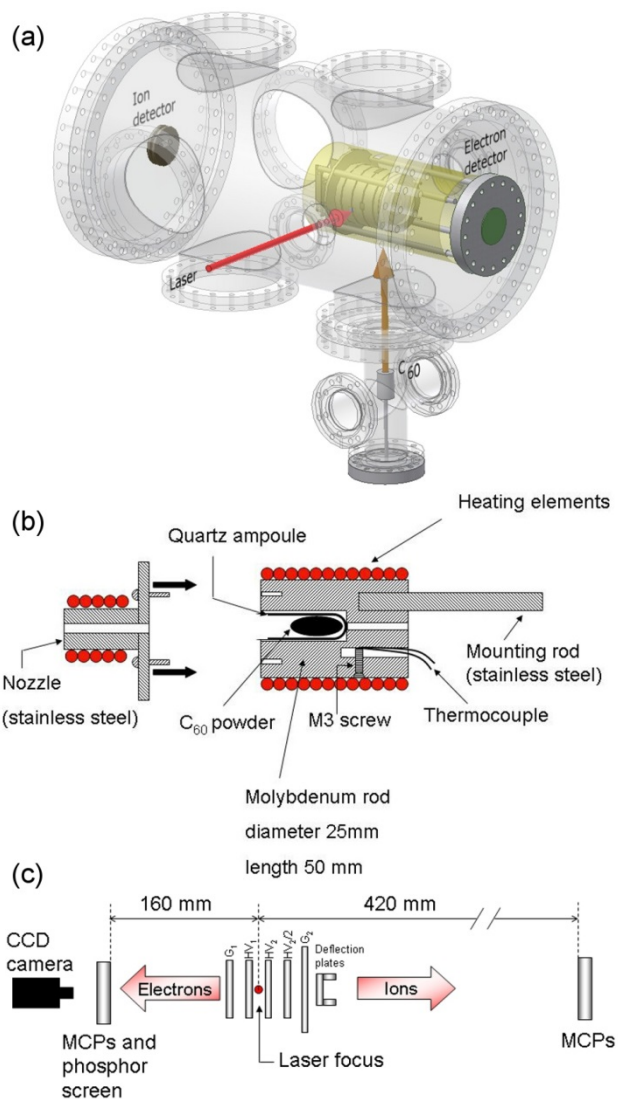 (a)
Ion
detector
Electron
detector
Laser
C60
(b)
Heating elements
Quartz ampoule
Nozzle
(stainless steel)
Mounting rod
(stainless steel)
C60 powder
M3 screw
Thermocouple
Molybdenum rod
diameter 25mm
length 50 mm
(c)
160 mm
420 mm
CCD
camera
G1
HV1
HV2
HV2/2
G2
Deflection
plates
Electrons
Ions
MCPs and
phosphor
screen
Laser focus
MCPs